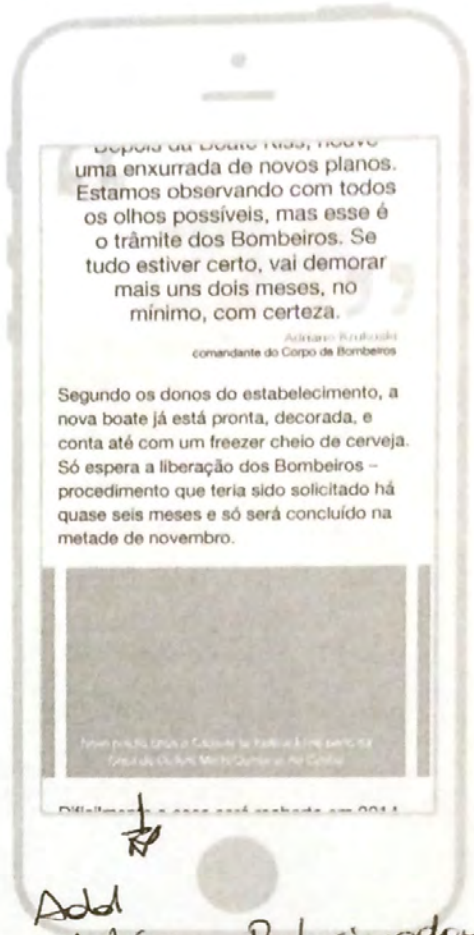 uma enxurrada de novos planos.
Estamos observando com todos
os olhos possíveis, mas esse é
o trâmite dos Bombeiros. Se
tudo estiver certo, vai demorar
mais uns dois meses, no
mínimo, com certeza.
Adriano
comandante do Corpo de Bombeiros
Segundo os donos do estabelecimento, a
nova boate já está pronta, decorada, e
conta até com um freezer cheio de cerveja.
Só espera a liberação dos Bombeiros –
procedimento que teria sido solicitado há
quase seis meses e só será concluído na
metade de novembro.
Add